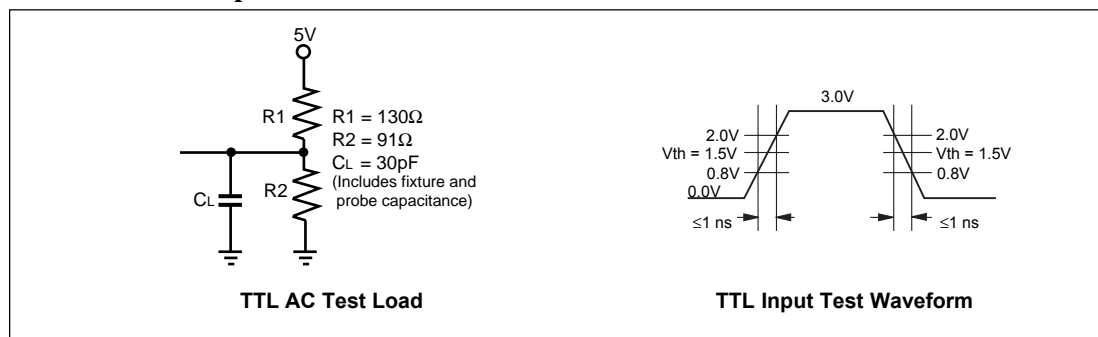 5V
R1
R1 = 130Ω
R2 = 91Ω
CL = 30pF
(Includes fixture and
probe capacitance)
R2
CL
TTL AC Test Load
3.0V
2.0V
Vth = 1.5V
0.8V
0.0V
2.0V
Vth = 1.5V
0.8V
≤1 ns
≤1 ns
TTL Input Test Waveform